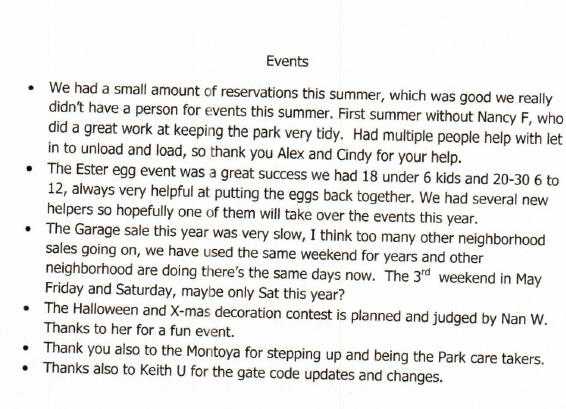 Events
• We had a small amount of reservations this summer, which was good we really
didn't have a person for events this summer. First summer without Nancy F, who
did a great work at keeping the park very tidy. Had multiple people help with let
in to unload and load, so thank you Alex and Cindy for your help.
• The Ester egg event was a great success we had 18 under 6 kids and 20-30 6 to
12, always very helpful at putting the eggs back together. We had several new
helpers so hopefully one of them will take over the events this year.
• The Garage sale this year was very slow, I think too many other neighborhood
sales going on, we have used the same weekend for years and other
neighborhood are doing there's the same days now. The 3rd weekend in May
Friday and Saturday, maybe only Sat this year?
• The Halloween and X-mas decoration contest is planned and judged by Nan W.
Thanks to her for a fun event.
• Thank you also to the Montoya for stepping up and being the Park care takers.
• Thanks also to Keith U for the gate code updates and changes.